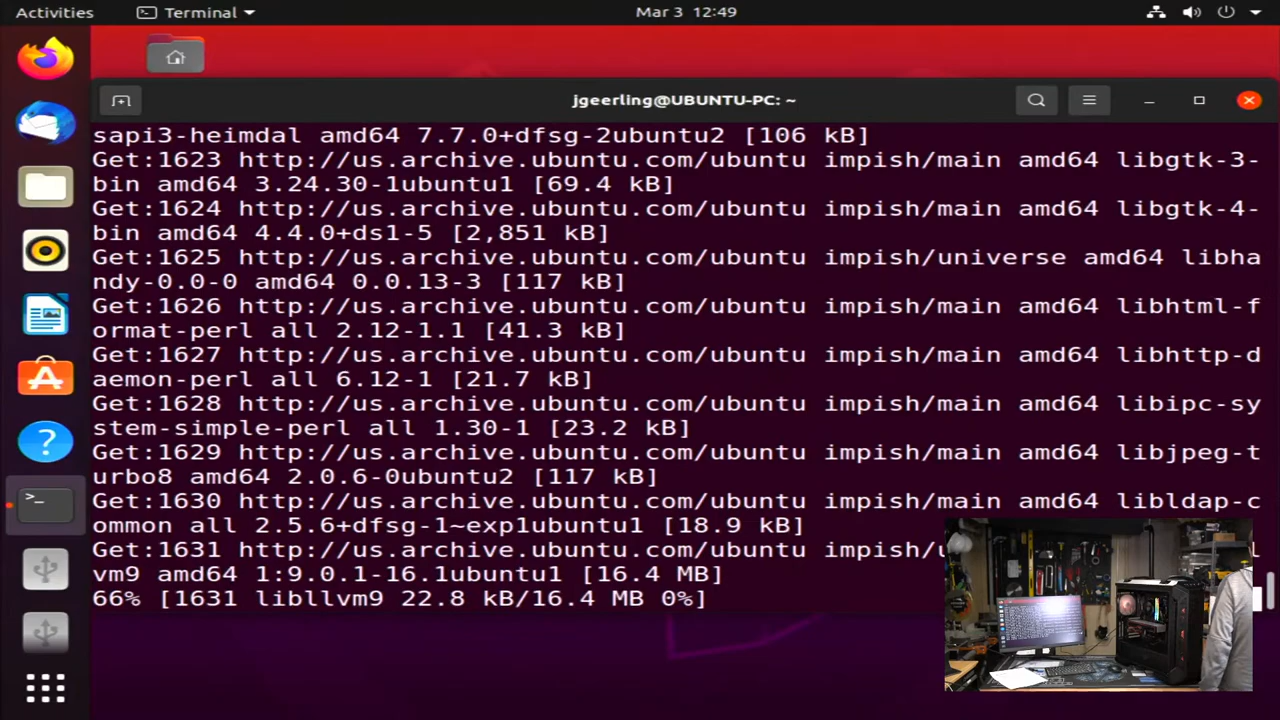 Activities
Terminal
Mar 3 12:49
jgeerling@UBUNTU-PC: ~
sapi3-heimdal amd64 7.7.0+dfsg-2ubuntu2 [106 kB]
Get:1623 http://us.archive.ubuntu.com/ubuntu impish/main amd64 libgtk-3-
bin amd64 3.24.30-1ubuntu1 [69.4 kB]
Get:1624 http://us.archive.ubuntu.com/ubuntu impish/main amd64 libgtk-4-
bin amd64 4.4.0+ds1-5 [2,851 kB]
Get:1625 http://us.archive.ubuntu.com/ubuntu impish/universe amd64 libha
ndy-0.0-0 amd64 0.0.13-3 [117 kB]
Get:1626 http://us.archive.ubuntu.com/ubuntu impish/main amd64 libhtml-f
ormat-perl all 2.12-1.1 [41.3 kB]
Get:1627 http://us.archive.ubuntu.com/ubuntu impish/main amd64 libhttp-d
aemon-perl all 6.12-1 [21.7 kB]
Get:1628 http://us.archive.ubuntu.com/ubuntu impish/main amd64 libipc-sy
stem-simple-perl all 1.30-1 [23.2 kB]
Get:1629 http://us.archive.ubuntu.com/ubuntu impish/main amd64 libjpeg-t
urbo8 amd64 2.0.6-0ubuntu2 [117 kB]
Get:1630 http://us.archive.ubuntu.com/ubuntu impish/main amd64 libldap-c
ommon all 2.5.6+dfsg-1~exp1ubuntu1 [18.9 kB]
Get:1631 http://us.archive.ubuntu.com/ubuntu
vm9 amd64 1:9.0.1-16.1ubuntu1 [16.4 MB]
66% [1631 libllvm9 22.8 kB/16.4 MB 0%]